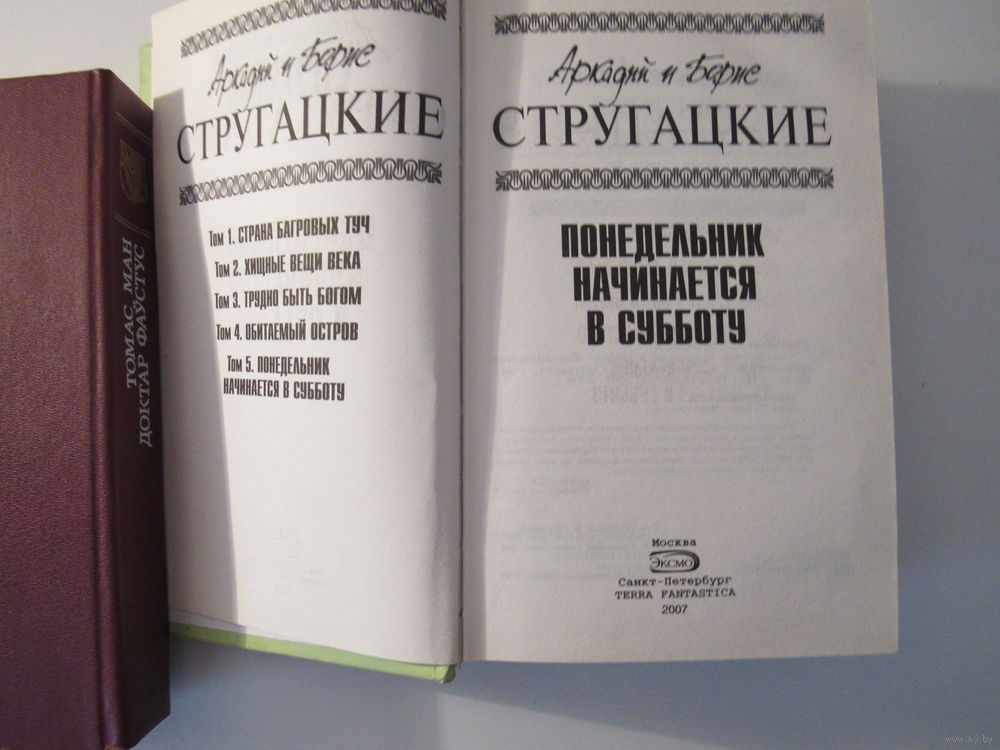 ТОМАС МАН
ДОКТАР ФАЎСТУС
Аркадий и Борис
СТРУГАЦКИЕ
Том 1. СТРАНА БАГРОВЫХ ТУЧ
Том 2. ХИЩНЫЕ ВЕЩИ ВЕКА
Том 3. ТРУДНО БЫТЬ БОГОМ
Том 4. ОБИТАЕМЫЙ ОСТРОВ
Том 5. ПОНЕДЕЛЬНИК
НАЧИНАЕТСЯ В СУББОТУ
Аркадий и Борис
СТРУГАЦКИЕ
ПОНЕДЕЛЬНИК
НАЧИНАЕТСЯ
В СУББОТУ
Москва
ЭКСМО
Санкт-Петербург
TERRA FANTASTICA
2007
www.ay.by